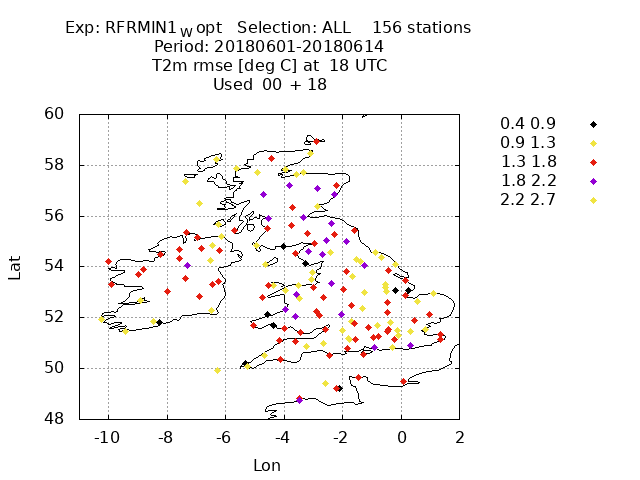 Exp: RFRMIN1_W opt   Selection: ALL    156 stations
Period: 20180601-20180614
T2m rmse [deg C] at  18 UTC
Used  00 + 18
60
58
56
54
52
50
48
Lat
-10 -8 -6 -4 -2 0 2
Lon
0.4 0.9
0.9 1.3
1.3 1.8
1.8 2.2
2.2 2.7